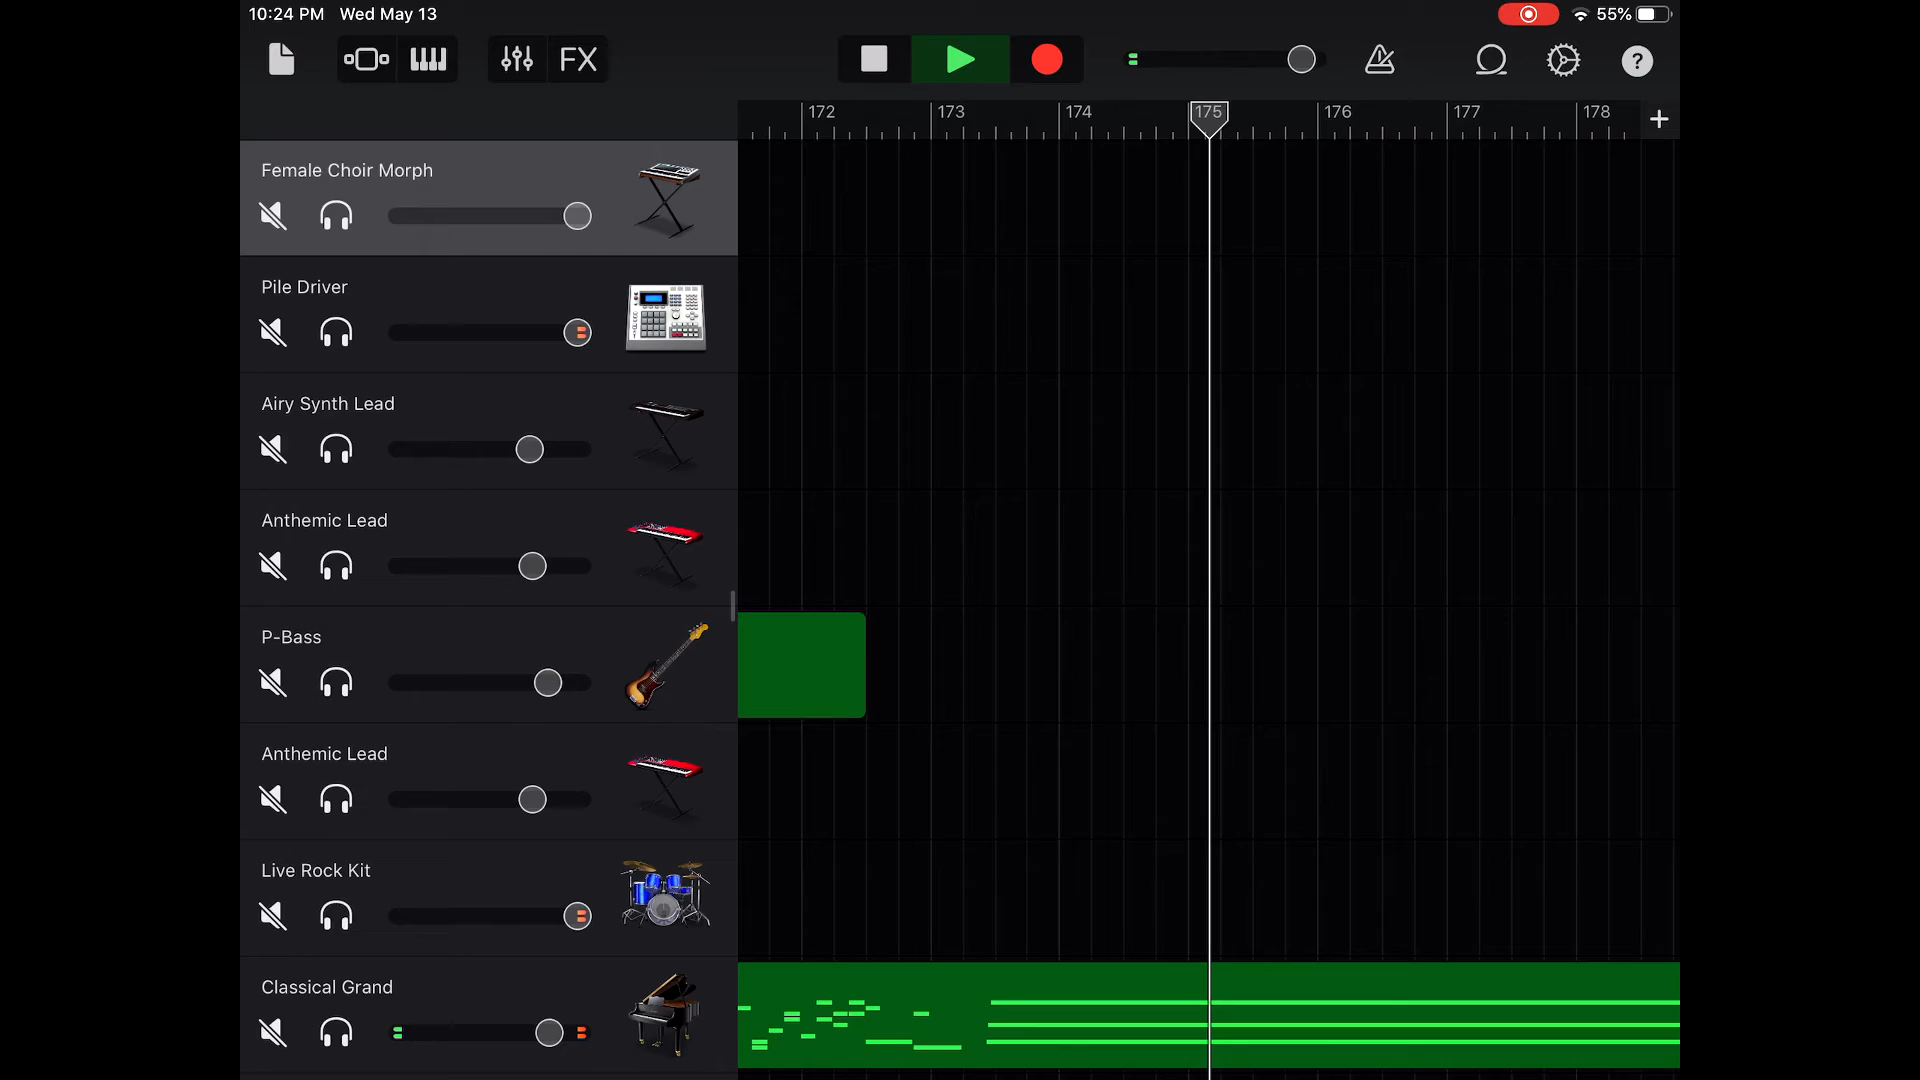 10:24 PM Wed May 13
55%
FX
?
172 173 174 175 176 177 178 +
Female Choir Morph
Pile Driver
Airy Synth Lead
Anthemic Lead
P-Bass
Anthemic Lead
Live Rock Kit
Classical Grand